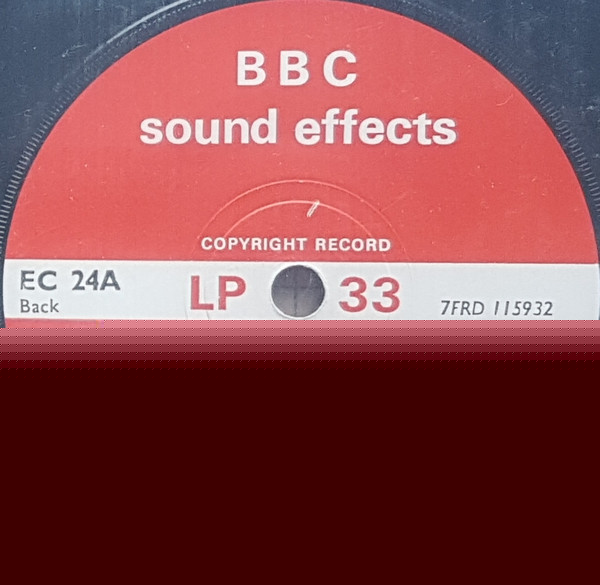 BBC
sound effects
COPYRIGHT RECORD
EC 24A
Back
LP 33
7FRD 115932